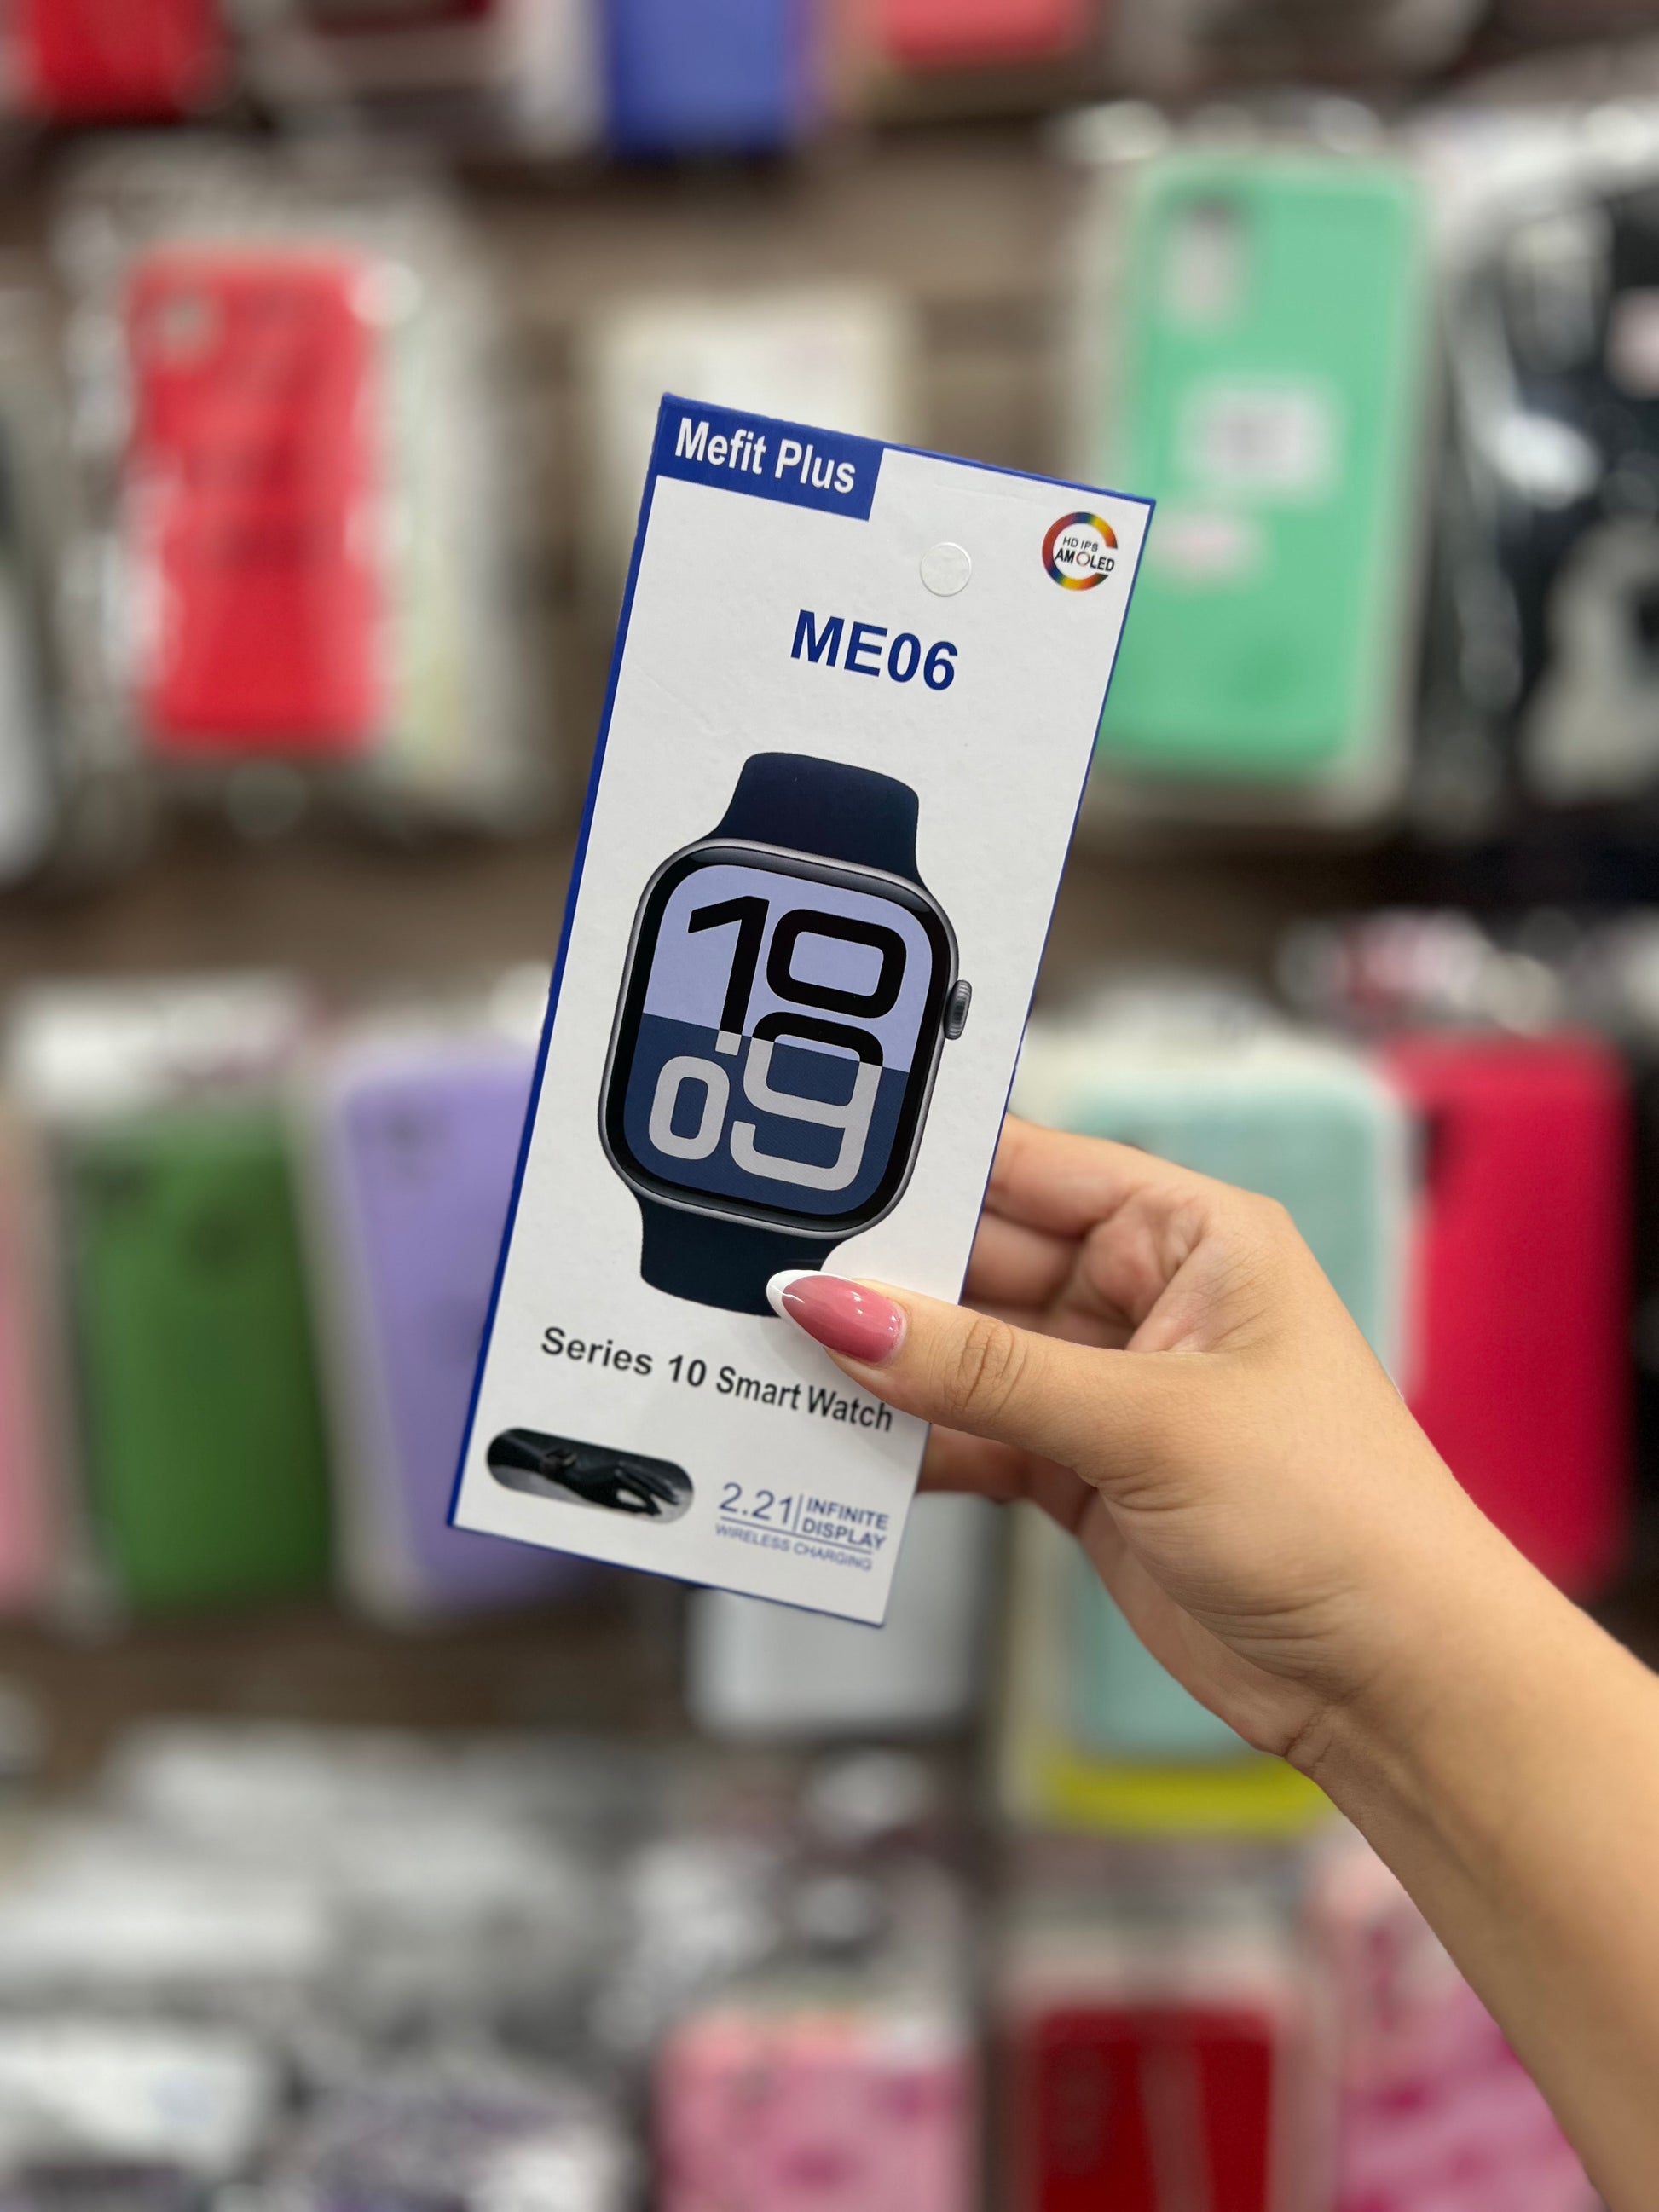 Mefit Plus
HD IPS
AMOLED
ME06
10
09
Series 10 Smart Watch
2.21 INFINITE
DISPLAY
WIRELESS CHARGING